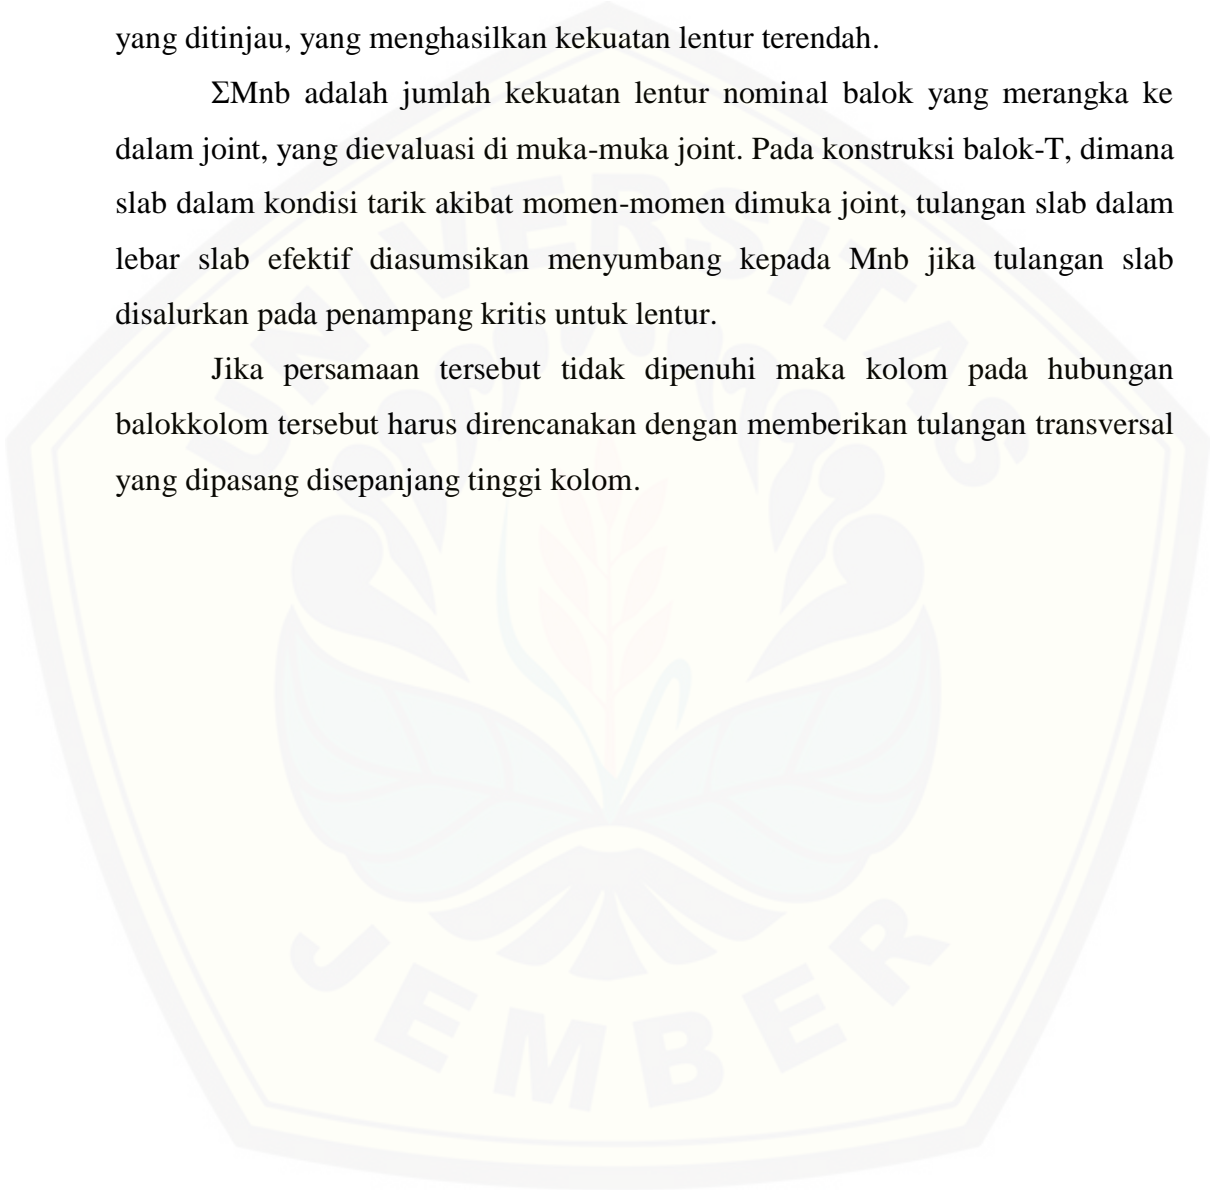 yang ditinjau, yang menghasilkan kekuatan lentur terendah.
ΣMnb adalah jumlah kekuatan lentur nominal balok yang merangka ke
dalam joint, yang dievaluasi di muka-muka joint. Pada konstruksi balok-T, dimana
slab dalam kondisi tarik akibat momen-momen dimuka joint, tulangan slab dalam
lebar slab efektif diasumsikan menyumbang kepada Mnb jika tulangan slab
disalurkan pada penampang kritis untuk lentur.
Jika persamaan tersebut tidak dipenuhi maka kolom pada hubungan
balokkolom tersebut harus direncanakan dengan memberikan tulangan transversal
yang dipasang disepanjang tinggi kolom.
UNIVERSITAS
JEMBER